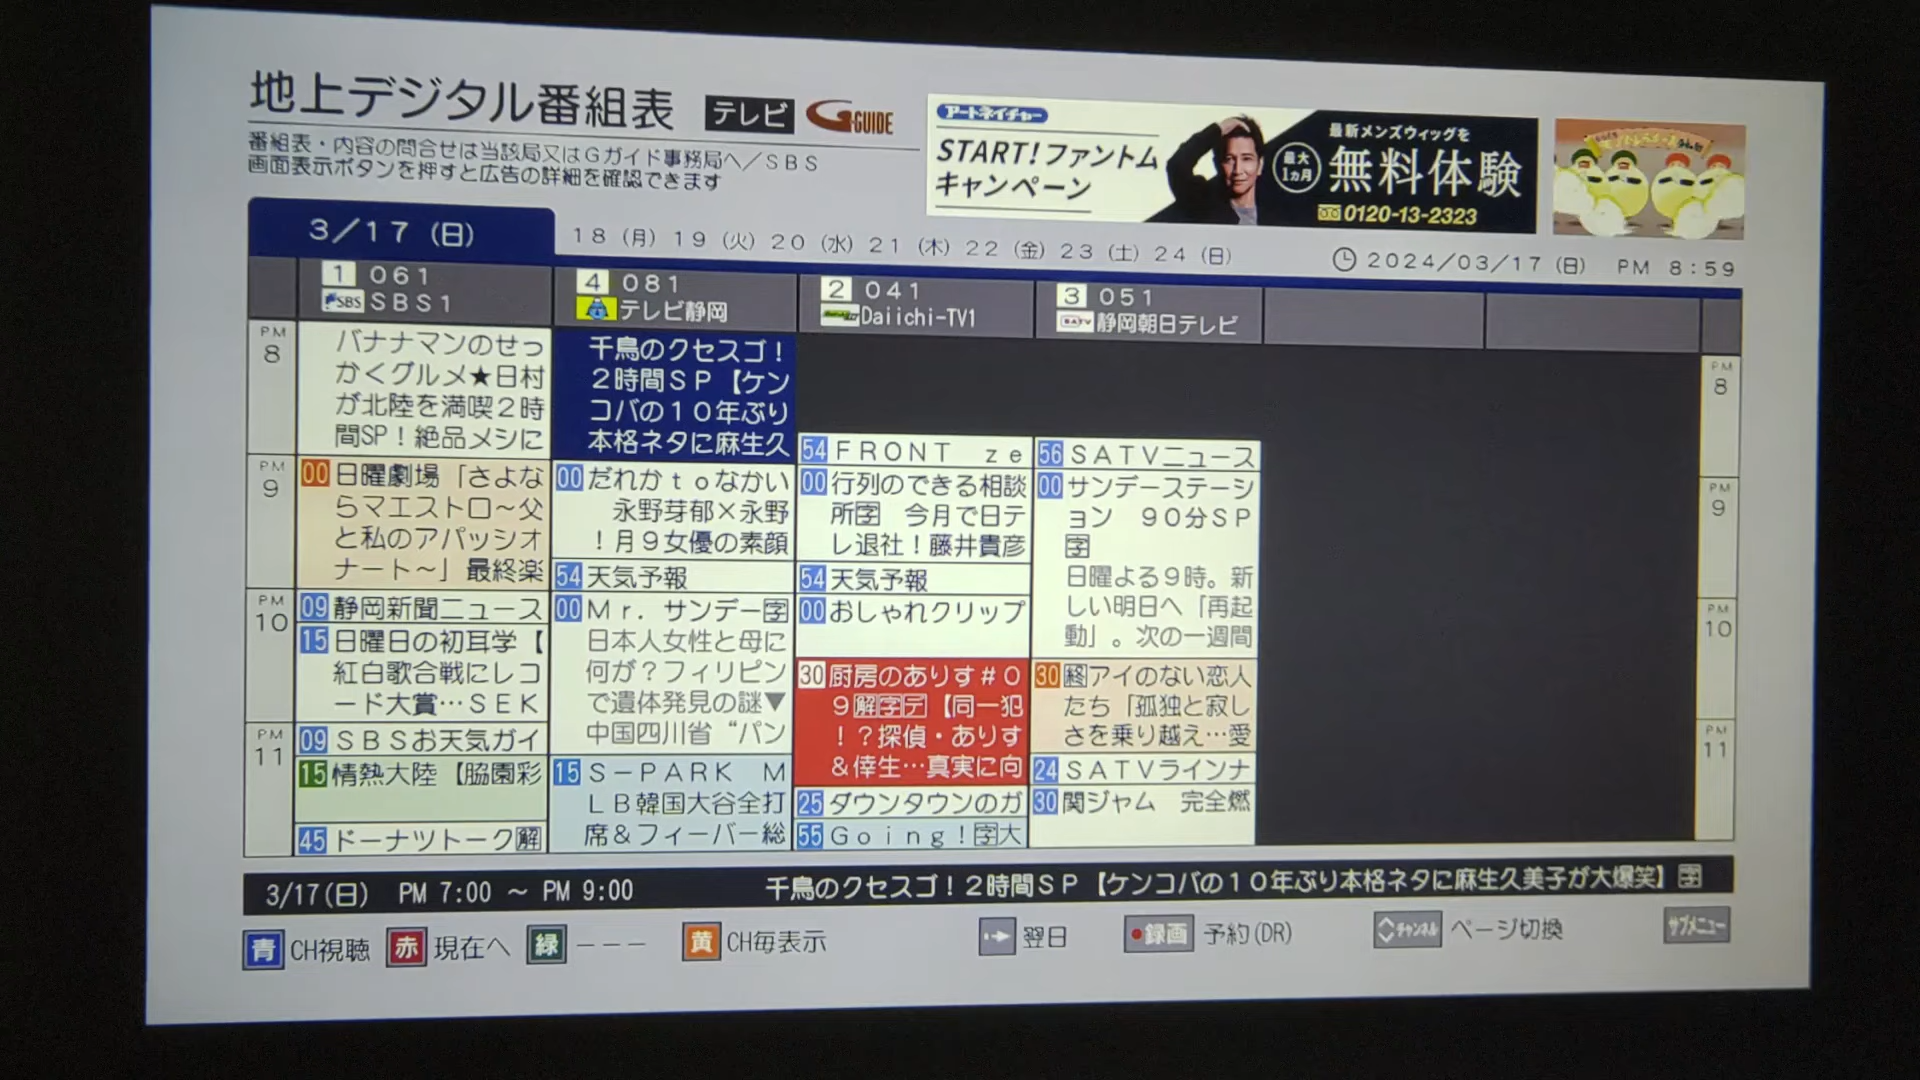 地上デジタル番組表 テレビ G-GUIDE
番組表・内容の問合せは当該局又はGガイド事務局へ／SBS
画面表示ボタンを押すと広告の詳細を確認できます
アートネイチャー
START!ファントム
キャンペーン
最新メンズウィッグを
最大1ヵ月 無料体験
0120-13-2323
3／17（日） 18（月）19（火）20（水）21（木）22（金）23（土）24（日）
2024/03/17（日） PM 8:59
1 061
SBS SBS1
4 081
テレビ静岡
2 041
Daiichi-TV1
3 051
SATV 静岡朝日テレビ
PM
8
PM
9
PM
10
PM
11
バナナマンのせっ
かくグルメ★日村
が北陸を満喫２時
間SP！絶品メシに
00 日曜劇場「さよな
らマエストロ～父
と私のアパッシオ
ナート～」最終楽
09 静岡新聞ニュース
15 日曜日の初耳学【
紅白歌合戦にレコ
ード大賞…ＳＥＫ
09 ＳＢＳお天気ガイ
15 情熱大陸【脇園彩
45 ドーナツトーク解
千鳥のクセスゴ！
２時間ＳＰ【ケン
コバの１０年ぶり
本格ネタに麻生久
00 だれかｔｏなかい
永野芽郁×永野
！月９女優の素顔
54 天気予報
00 Ｍｒ．サンデー字
日本人女性と母に
何が？フィリピン
で遺体発見の謎▼
中国四川省“パン
15 Ｓ－ＰＡＲＫ Ｍ
ＬＢ韓国大谷全打
席＆フィーバー総
54 ＦＲＯＮＴ ｚｅ
00 行列のできる相談
所字 今月で日テ
レ退社！藤井貴彦
54 天気予報
00 おしゃれクリップ
30 厨房のありす＃０
９解字デ【同一犯
！？探偵・ありす
＆倖生…真実に向
25 ダウンタウンのガ
55 Ｇｏｉｎｇ！字大
56 ＳＡＴＶニュース
00 サンデーステーシ
ョン ９０分ＳＰ
字
日曜よる９時。新
しい明日へ「再起
動」。次の一週間
30 終アイのない恋人
たち「孤独と寂し
さを乗り越え…愛
24 ＳＡＴＶラインナ
30 関ジャム 完全燃
PM
8
PM
9
PM
10
PM
11
3/17(日) PM 7:00 ～ PM 9:00 千鳥のクセスゴ！２時間ＳＰ【ケンコバの１０年ぶり本格ネタに麻生久美子が大爆笑】字
青 CH視聴 赤 現在へ 緑 ｰｰｰ 黄 CH毎表示 翌日 ●録画 予約(DR) チャンネル ページ切換 サブメニュー